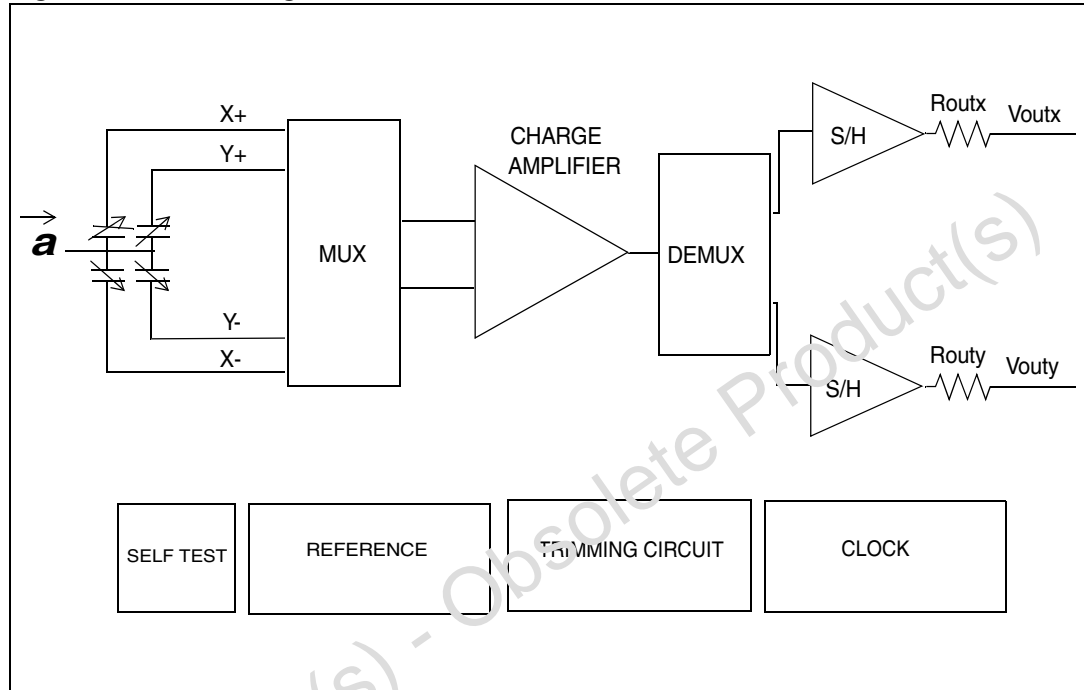 X+
Y+
a
Y-
X-
MUX
CHARGE
AMPLIFIER
DEMUX
S/H
Routx
Voutx
S/H
Routy
Vouty
SELF TEST
REFERENCE
TRIMMING CIRCUIT
CLOCK
(s) - Obsolete Product(s)